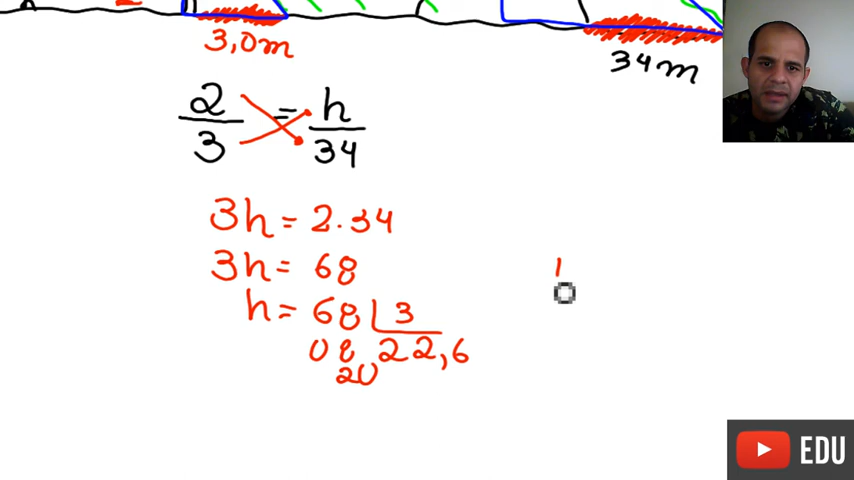 3,0m
34m
2/3 = h/34
3h = 2.34
3h = 68
h = 68 3
08 22,6
20
EDU